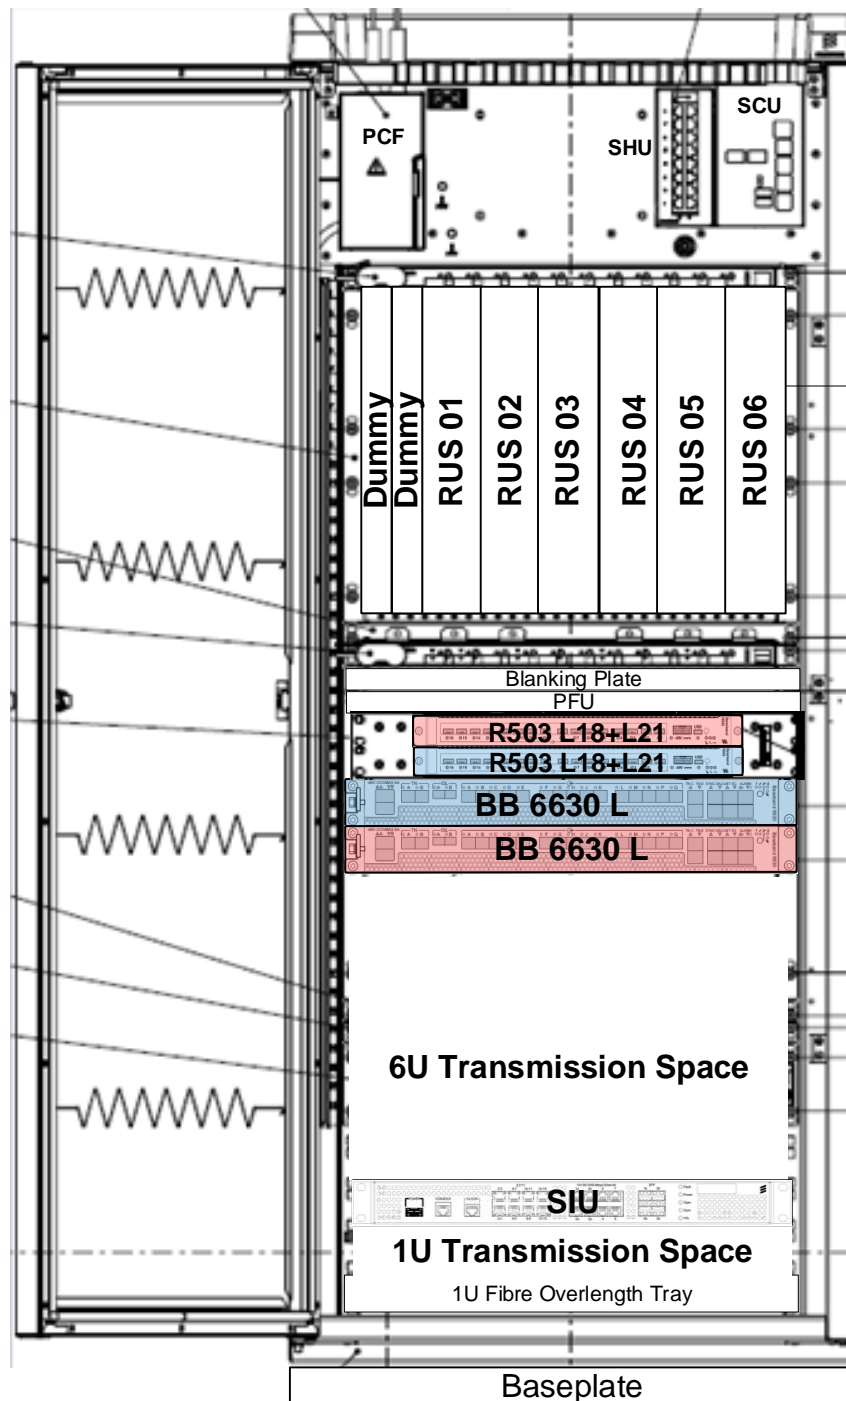 PCF
SHU
SCU
Dummy
Dummy
RUS 01
RUS 02
RUS 03
RUS 04
RUS 05
RUS 06
Blanking Plate
PFU
R503 L18+L21
R503 L18+L21
BB 6630 L
BB 6630 L
6U Transmission Space
SIU
1U Transmission Space
1U Fibre Overlength Tray
Baseplate